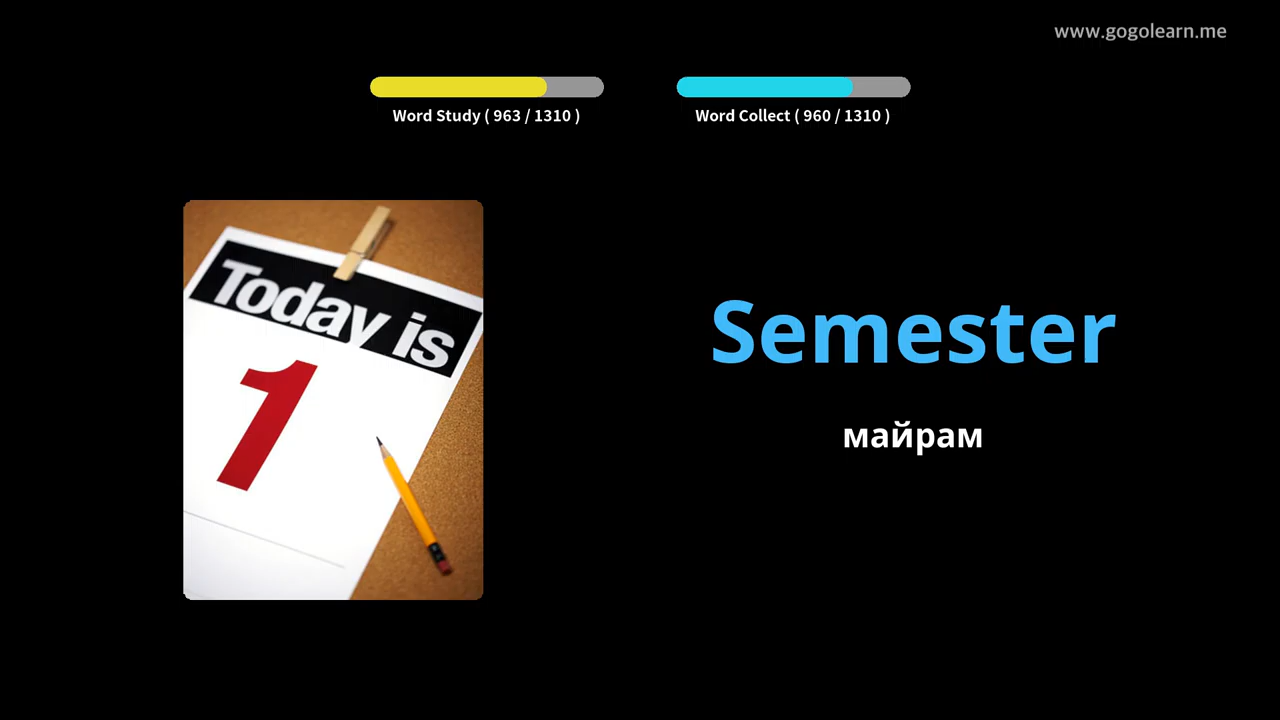 www.gogolearn.me
Word Study ( 963 / 1310 )
Word Collect ( 960 / 1310 )
Today is
1
Semester
майрам